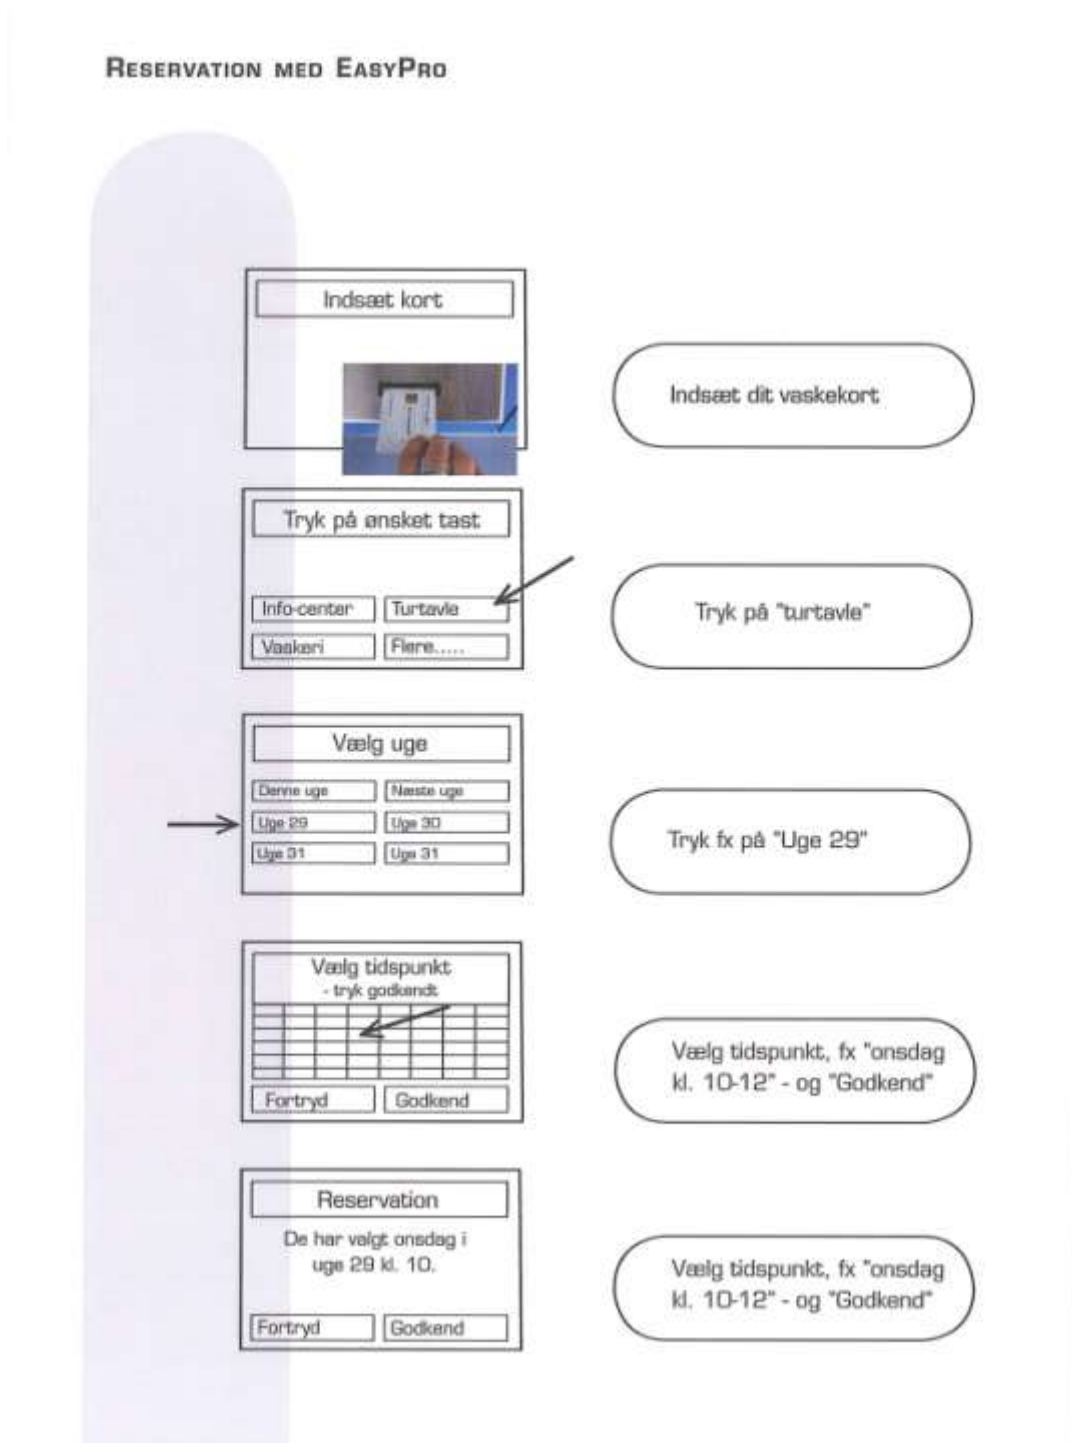 RESERVATION MED EASYPRO
Indsæt kort
Indsæt dit vaskekort
Tryk på ønsket tast
Info-center
Turtavle
Vaskeri
Flere.....
Tryk på "turtavle"
Vælg uge
Denne uge
Næste uge
Uge 29
Uge 30
Uge 31
Uge 31
Tryk fx på "Uge 29"
Vælg tidspunkt
- tryk godkendt
Fortryd
Godkend
Vælg tidspunkt, fx "onsdag
kl. 10-12" - og "Godkend"
Reservation
De har valgt onsdag i
uge 29 kl. 10.
Fortryd
Godkend
Vælg tidspunkt, fx "onsdag
kl. 10-12" - og "Godkend"